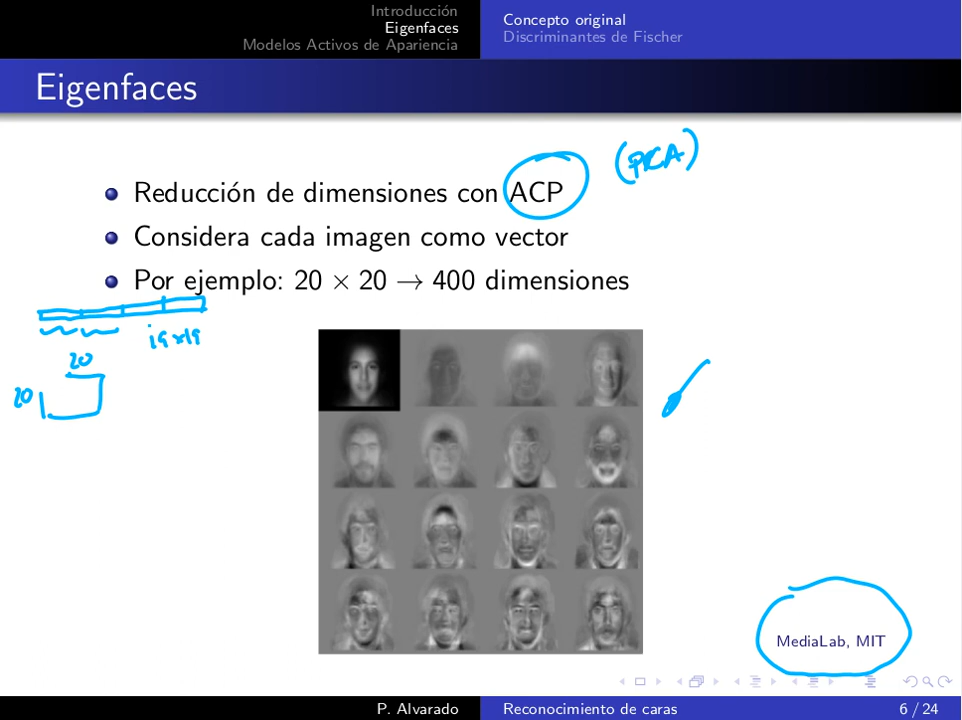 Introducción
Eigenfaces
Modelos Activos de Apariencia
Concepto original
Discriminantes de Fischer
Eigenfaces
(PCA)
Reducción de dimensiones con ACP
Considera cada imagen como vector
Por ejemplo: 20 × 20 → 400 dimensiones
20
20
MediaLab, MIT
P. Alvarado
Reconocimiento de caras
6 / 24